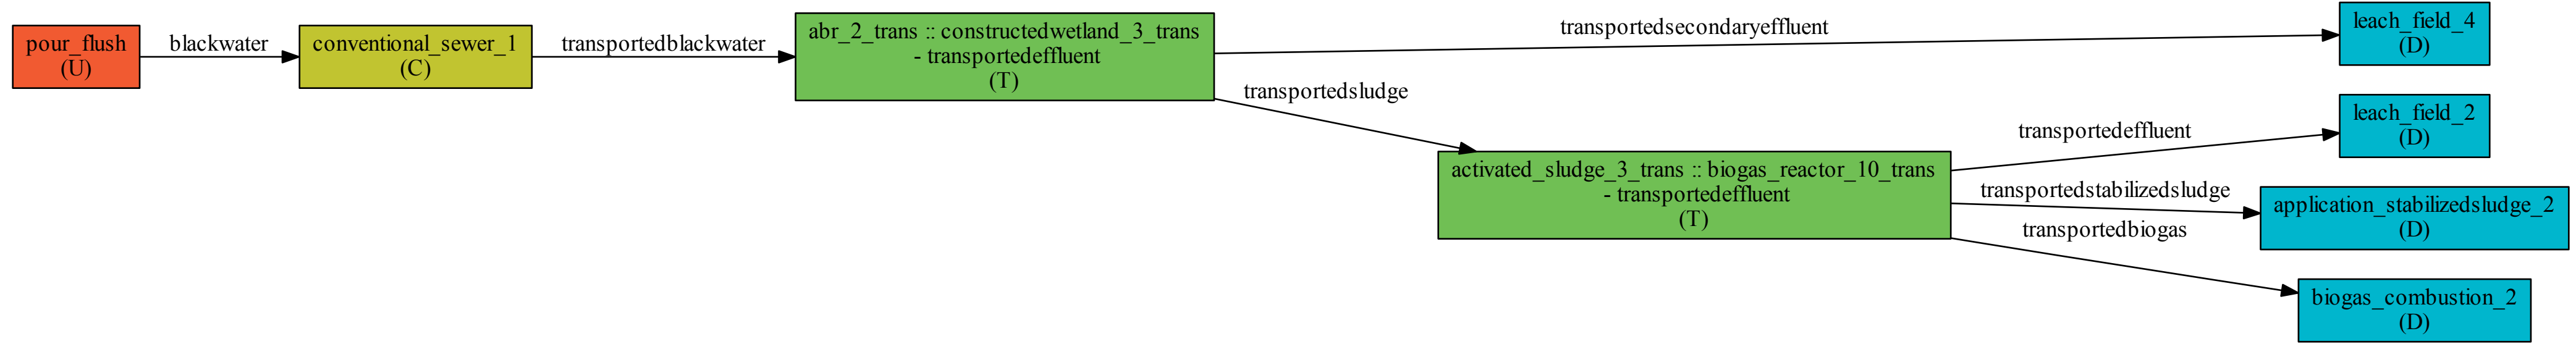 pour_flush
(U)
blackwater
conventional_sewer_1
(C)
transportedblackwater
abr_2_trans :: constructedwetland_3_trans
- transportedeffluent
(T)
transportedsecondaryeffluent
leach_field_4
(D)
transportedsludge
activated_sludge_3_trans :: biogas_reactor_10_trans
- transportedeffluent
(T)
transportedeffluent
leach_field_2
(D)
transportedstabilizedsludge
application_stabilizedsludge_2
(D)
transportedbiogas
biogas_combustion_2
(D)